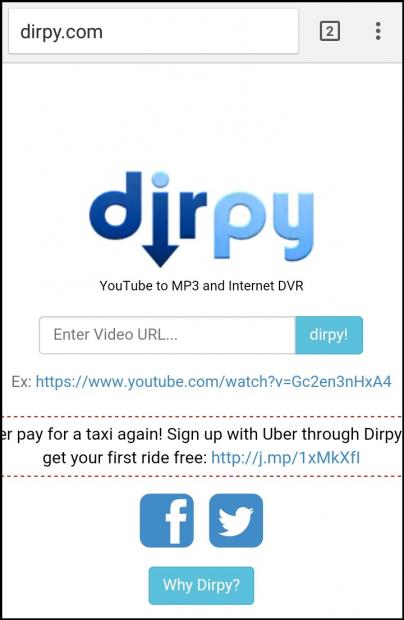 dirpy.com
2
dirpy
YouTube to MP3 and Internet DVR
Enter Video URL...
dirpy!
Ex: https://www.youtube.com/watch?v=Gc2en3nHxA4
er pay for a taxi again! Sign up with Uber through Dirpy
get your first ride free: http://j.mp/1xMkXfI
f
Why Dirpy?